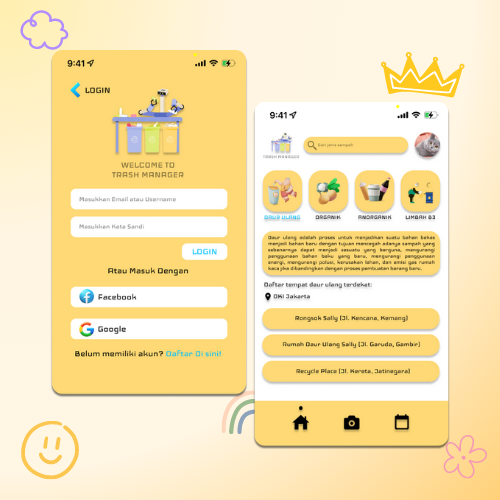 9:41
LOGIN
WELCOME TO
TRASH MANAGER
Masukkan Email atau Username
Masukkan Kata Sandi
LOGIN
Atau Masuk Dengan
Facebook
Google
Belum memiliki akun? Daftar Di sini!
9:41
TRASH MANAGER
Cari jenis sampah
DAUR ULANG
ORGANIK
ANORGANIK
LIMBAH B3
Daur ulang adalah proses untuk menjadikan suatu bahan bekas
menjadi bahan baru dengan tujuan mencegah adanya sampah yang
sebenarnya dapat menjadi sesuatu yang berguna, mengurangi
penggunaan bahan baku yang baru, mengurangi penggunaan
energi, mengurangi polusi, kerusakan lahan, dan emisi gas rumah
kaca jika dibandingkan dengan proses pembuatan barang baru.
Daftar tempat daur ulang terdekat:
DKI Jakarta
Rongsok Sally (Jl. Kencana, Kemang)
Rumah Daur Ulang Sally (Jl. Garuda, Gambir)
Recycle Place (Jl. Kereta, Jatinegara)